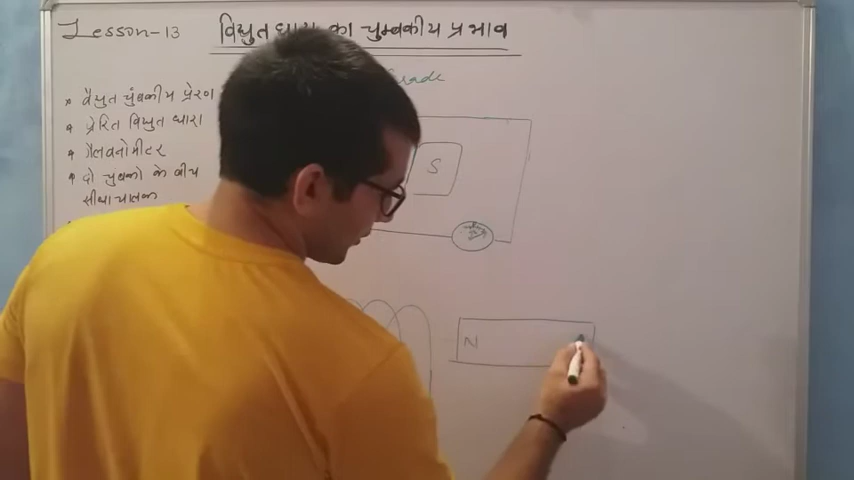 Lesson-13
विद्युत धारा का चुम्बकीय प्रभाव
वैद्युत चुंबकीय प्रेरण
प्रेरित विद्युत धारा
गैलवनोमीटर
दो चुम्बको के बीच
सीधा चालक
S
N